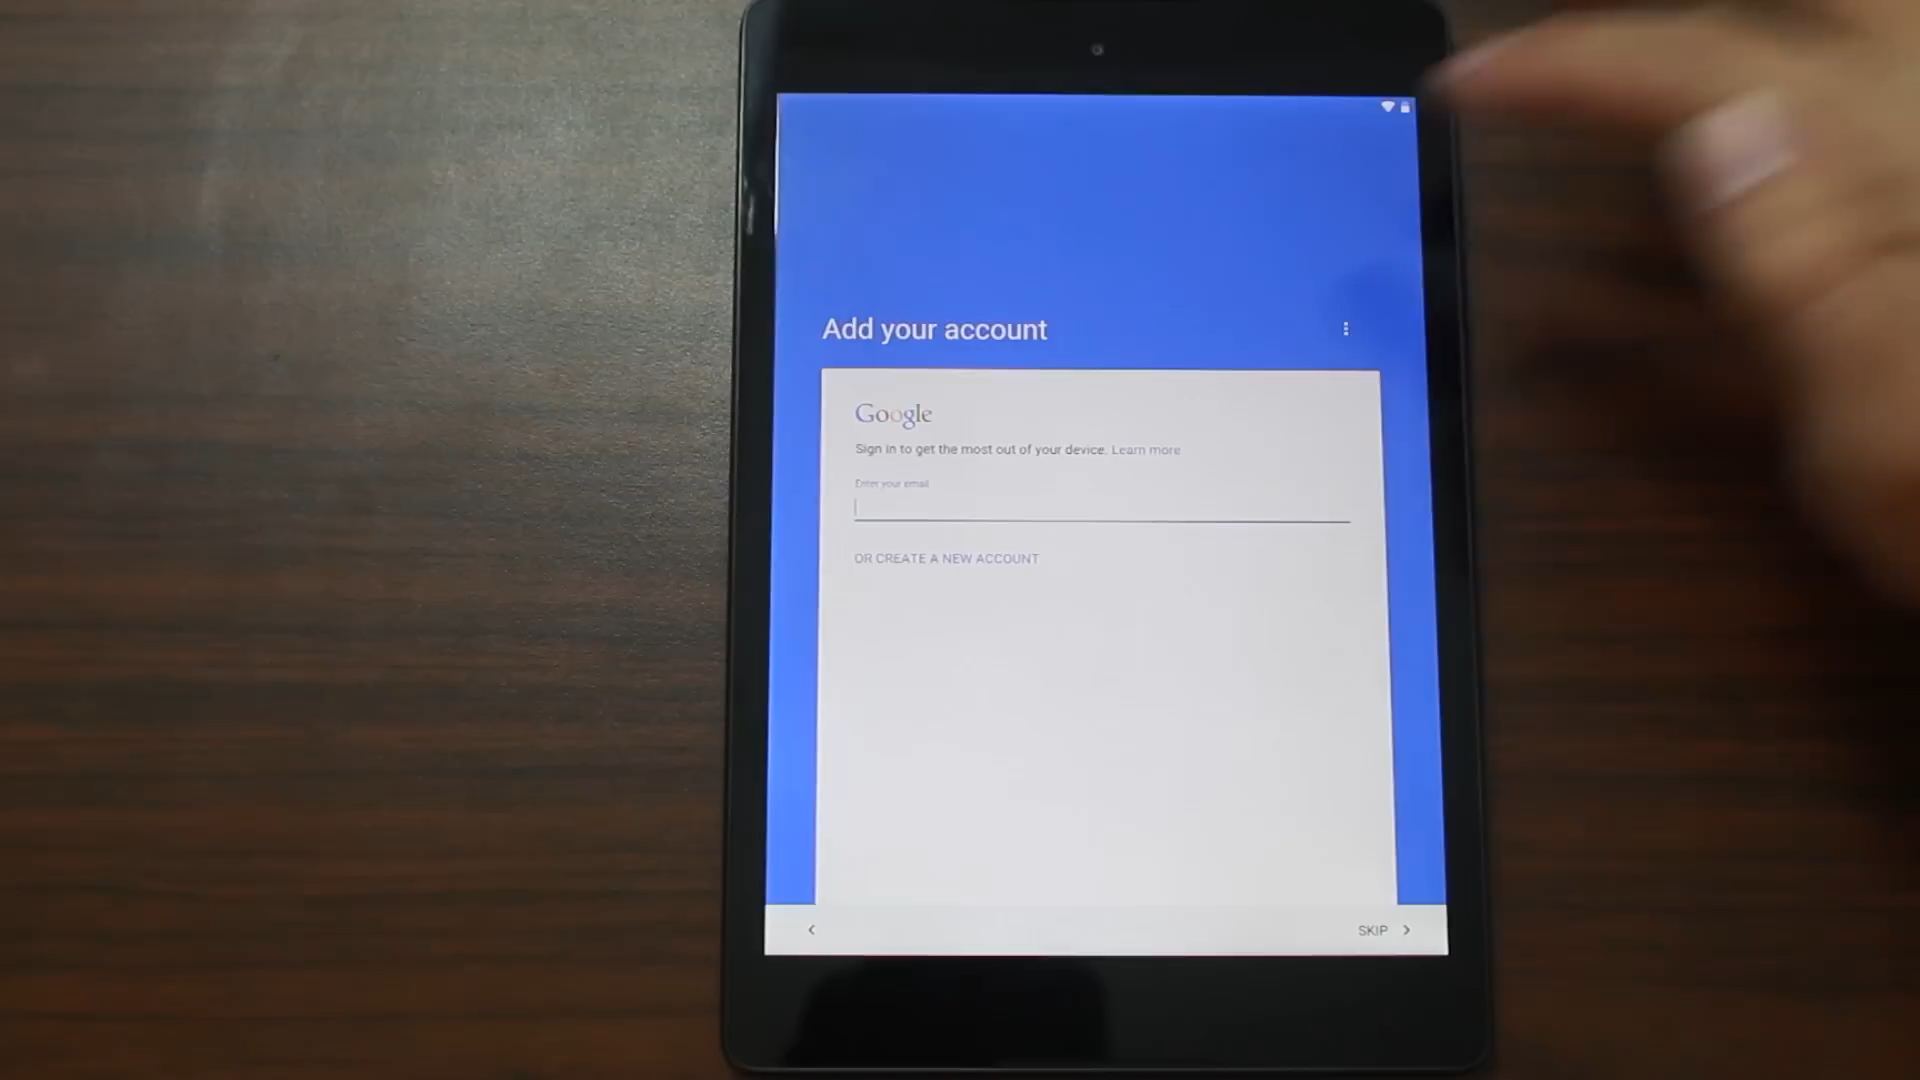 Add your account
Google
Sign in to get the most out of your device. Learn more
Enter your email
OR CREATE A NEW ACCOUNT
SKIP